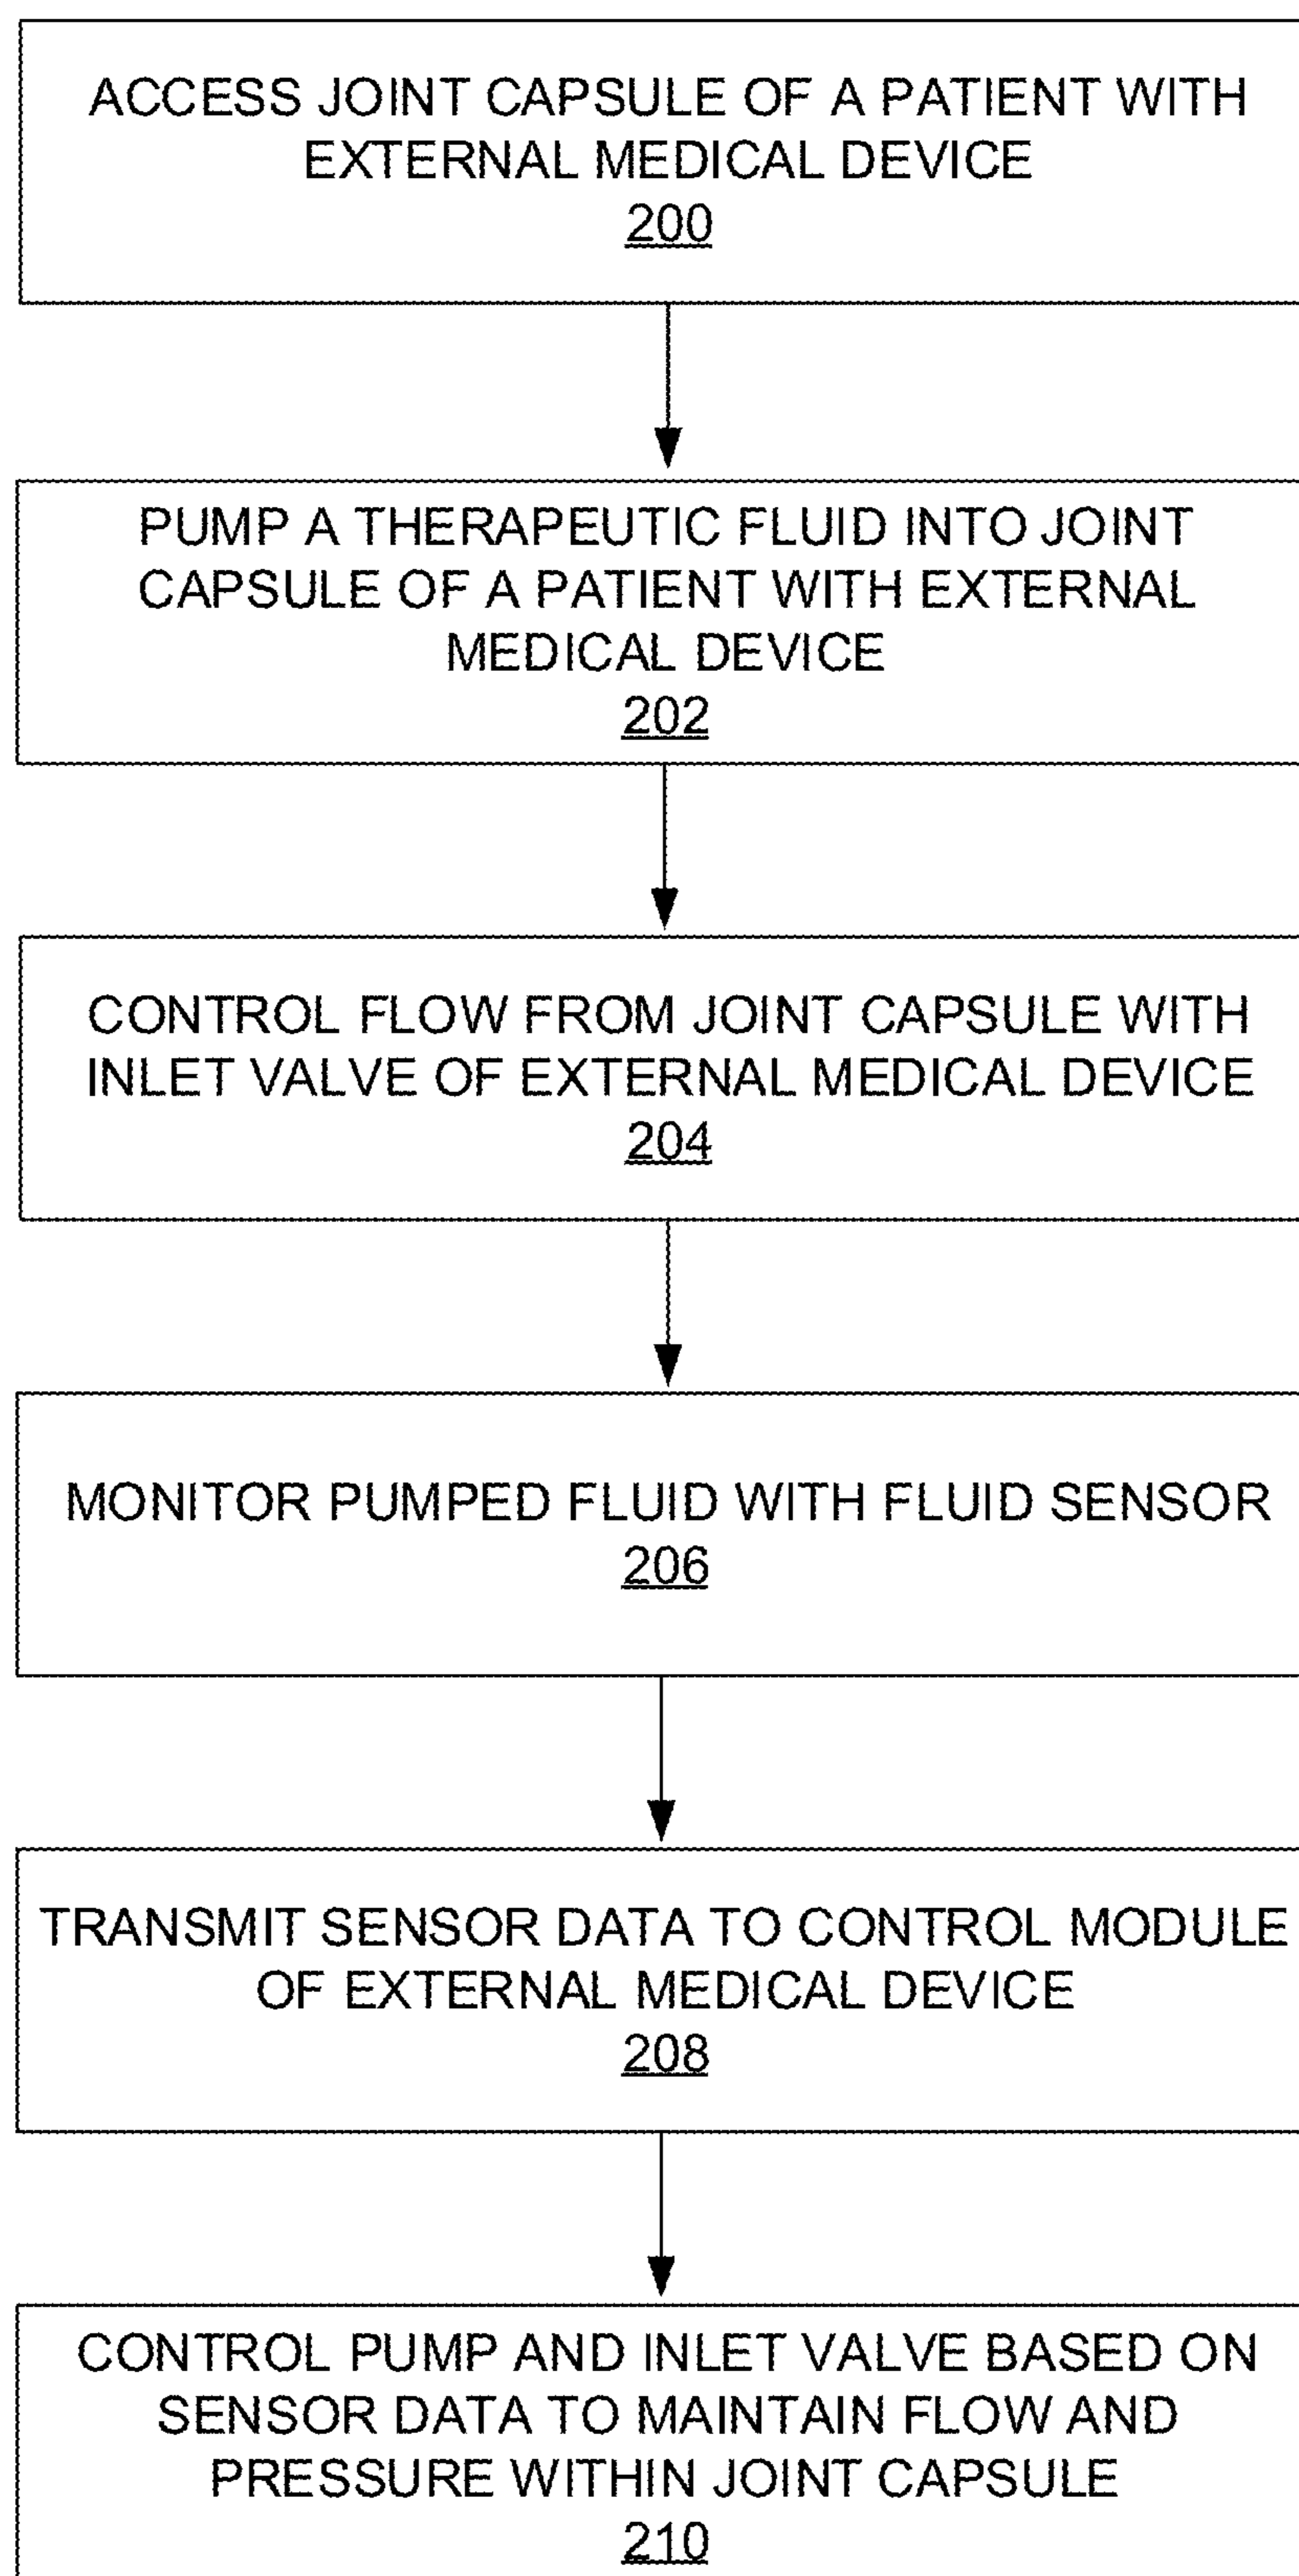 ACCESS JOINT CAPSULE OF A PATIENT WITH
EXTERNAL MEDICAL DEVICE
200
PUMP A THERAPEUTIC FLUID INTO JOINT
CAPSULE OF A PATIENT WITH EXTERNAL
MEDICAL DEVICE
202
CONTROL FLOW FROM JOINT CAPSULE WITH
INLET VALVE OF EXTERNAL MEDICAL DEVICE
204
MONITOR PUMPED FLUID WITH FLUID SENSOR
206
TRANSMIT SENSOR DATA TO CONTROL MODULE
OF EXTERNAL MEDICAL DEVICE
208
CONTROL PUMP AND INLET VALVE BASED ON
SENSOR DATA TO MAINTAIN FLOW AND
PRESSURE WITHIN JOINT CAPSULE
210